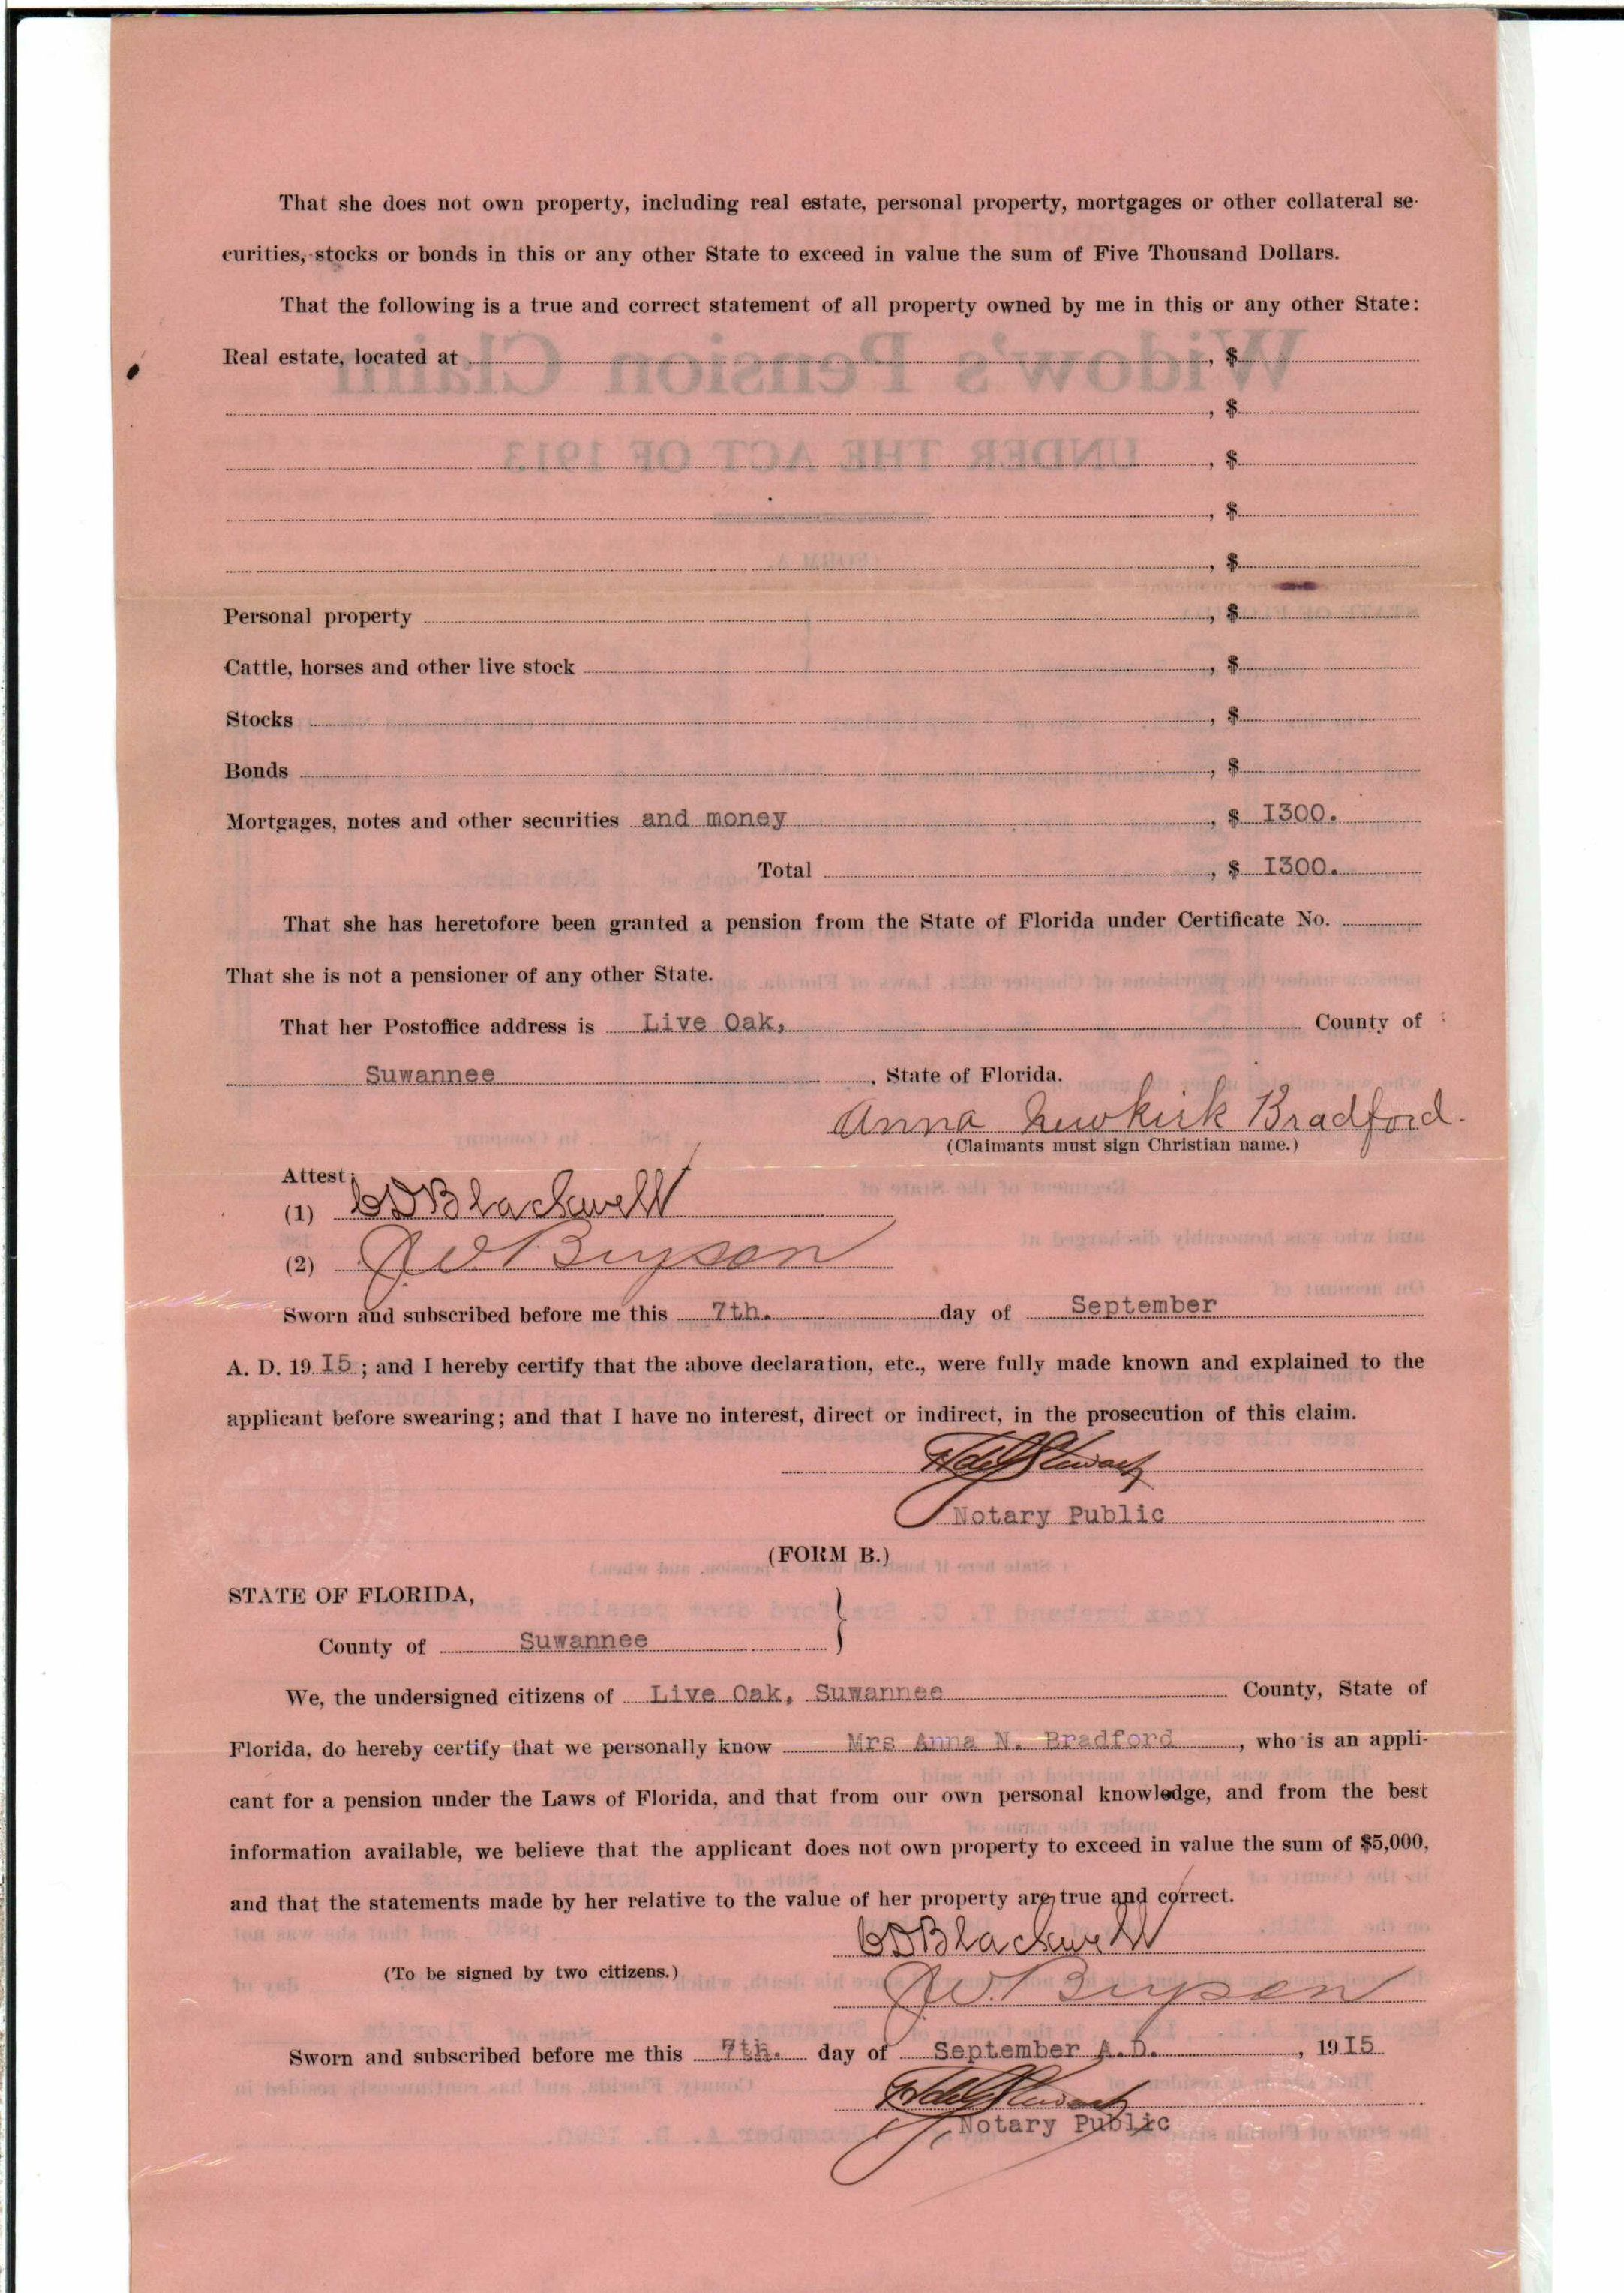 That she does not own property, including real estate, personal property, mortgages or other collateral se-
curities, stocks or bonds in this or any other State to exceed in value the sum of Five Thousand Dollars.
That the following is a true and correct statement of all property owned by me in this or any other State:
Real estate, located at , $
, $
, $
, $
, $
Personal property , $
Cattle, horses and other live stock , $
Stocks , $
Bonds , $
Mortgages, notes and other securities and money , $ I300.
Total , $ I300.
That she has heretofore been granted a pension from the State of Florida under Certificate No.
That she is not a pensioner of any other State.
That her Postoffice address is Live Oak, County of
Suwannee , State of Florida.
Anna Newkirk Bradford.
(Claimants must sign Christian name.)
Attest:
(1) C D Blackwell
(2) J W Bryson
Sworn and subscribed before me this 7th. day of September
A. D. 19 I5 ; and I hereby certify that the above declaration, etc., were fully made known and explained to the
applicant before swearing; and that I have no interest, direct or indirect, in the prosecution of this claim.
Notary Public
(FORM B.)
STATE OF FLORIDA,
County of Suwannee }
We, the undersigned citizens of Live Oak, Suwannee County, State of
Florida, do hereby certify that we personally know Mrs Anna N. Bradford , who is an appli-
cant for a pension under the Laws of Florida, and that from our own personal knowledge, and from the best
information available, we believe that the applicant does not own property to exceed in value the sum of $5,000,
and that the statements made by her relative to the value of her property are true and correct.
C D Blackwell
(To be signed by two citizens.)
J W Bryson
Sworn and subscribed before me this 7th. day of September A.D. , 19 I5
Notary Public